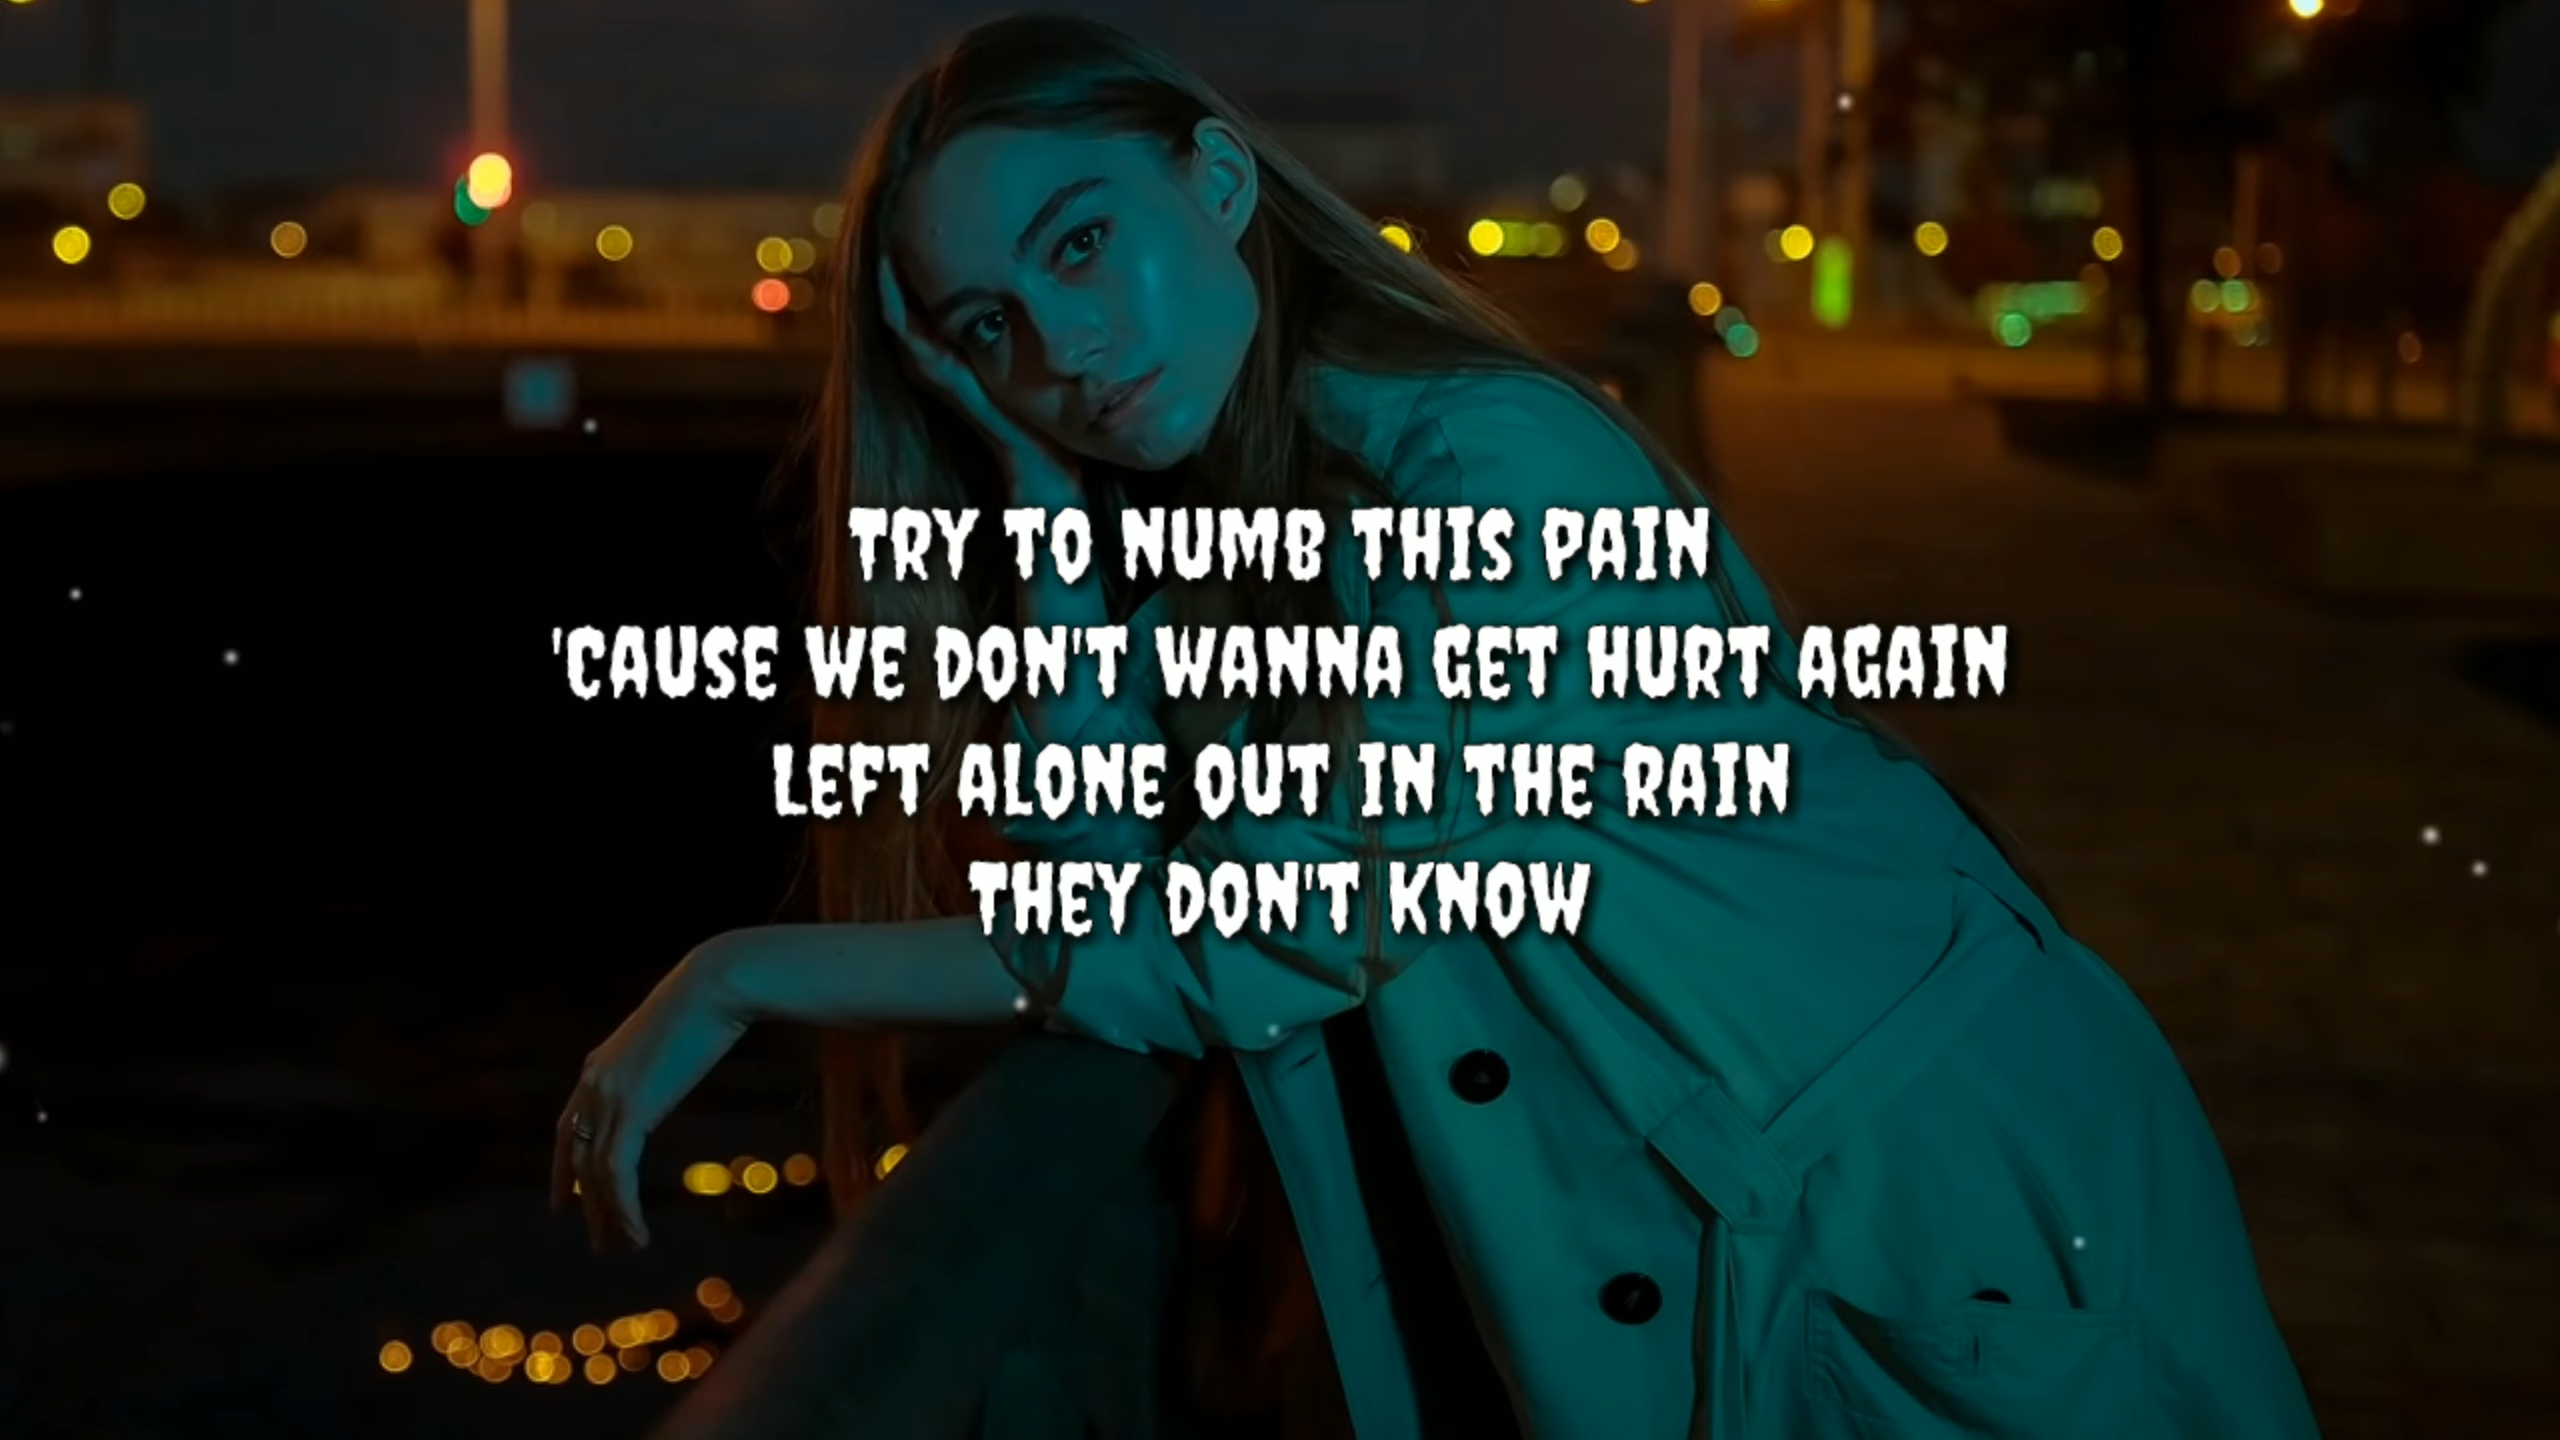 TRY TO NUMB THIS PAIN
'CAUSE WE DON'T WANNA GET HURT AGAIN
LEFT ALONE OUT IN THE RAIN
THEY DON'T KNOW